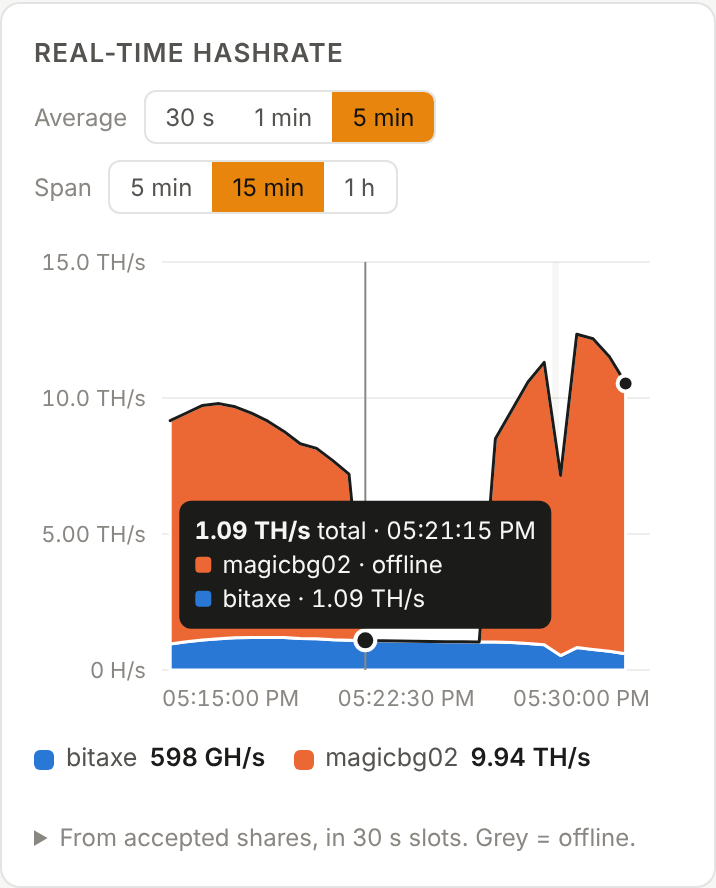 REAL-TIME HASHRATE
Average 30 s 1 min 5 min
Span 5 min 15 min 1 h
15.0 TH/s
10.0 TH/s
5.00 TH/s
0 H/s
1.09 TH/s total · 05:21:15 PM
magicbg02 · offline
bitaxe · 1.09 TH/s
05:15:00 PM 05:22:30 PM 05:30:00 PM
bitaxe 598 GH/s magicbg02 9.94 TH/s
From accepted shares, in 30 s slots. Grey = offline.